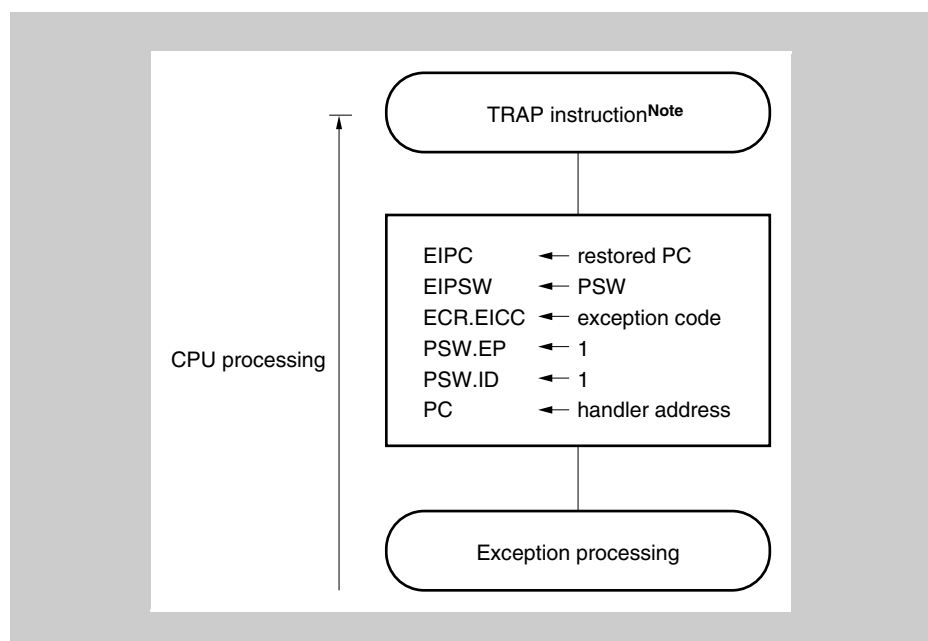 TRAP instructionNote
EIPC ← restored PC
EIPSW ← PSW
ECR.EICC ← exception code
PSW.EP ← 1
PSW.ID ← 1
PC ← handler address
CPU processing
Exception processing